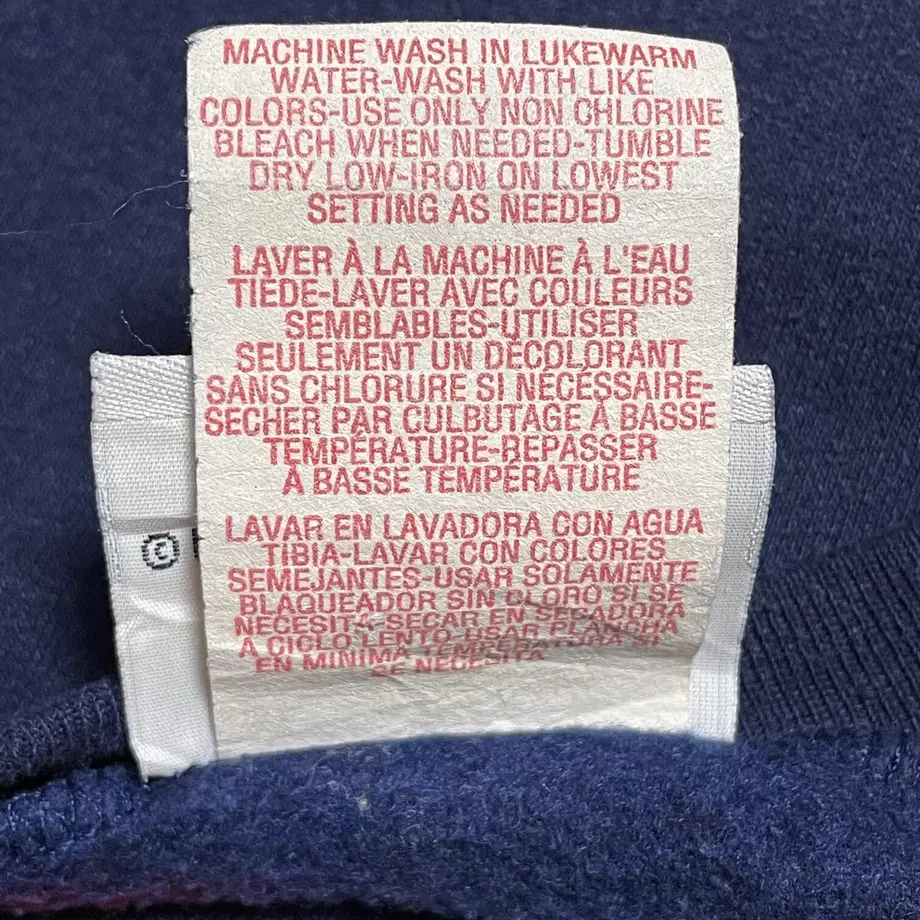 MACHINE WASH IN LUKEWARM
WATER-WASH WITH LIKE
COLORS-USE ONLY NON CHLORINE
BLEACH WHEN NEEDED-TUMBLE
DRY LOW-IRON ON LOWEST
SETTING AS NEEDED
LAVER À LA MACHINE À L'EAU
TIEDE-LAVER AVEC COULEURS
SEMBLABLES-UTILISER
SEULEMENT UN DÉCOLORANT
SANS CHLORURE SI NÉCESSAIRE-
SECHER PAR CULBUTAGE À BASSE
TEMPÉRATURE-REPASSER
À BASSE TEMPÉRATURE
LAVAR EN LAVADORA CON AGUA
TIBIA-LAVAR CON COLORES
SEMEJANTES-USAR SOLAMENTE
BLAQUEADOR SIN CLORO SI SE
NECESITA-SECAR EN SECADORA
A CICLO LENTO-USAR PLANCHA
EN MINIMA TEMPERATURA SI
SE NECESITA
©